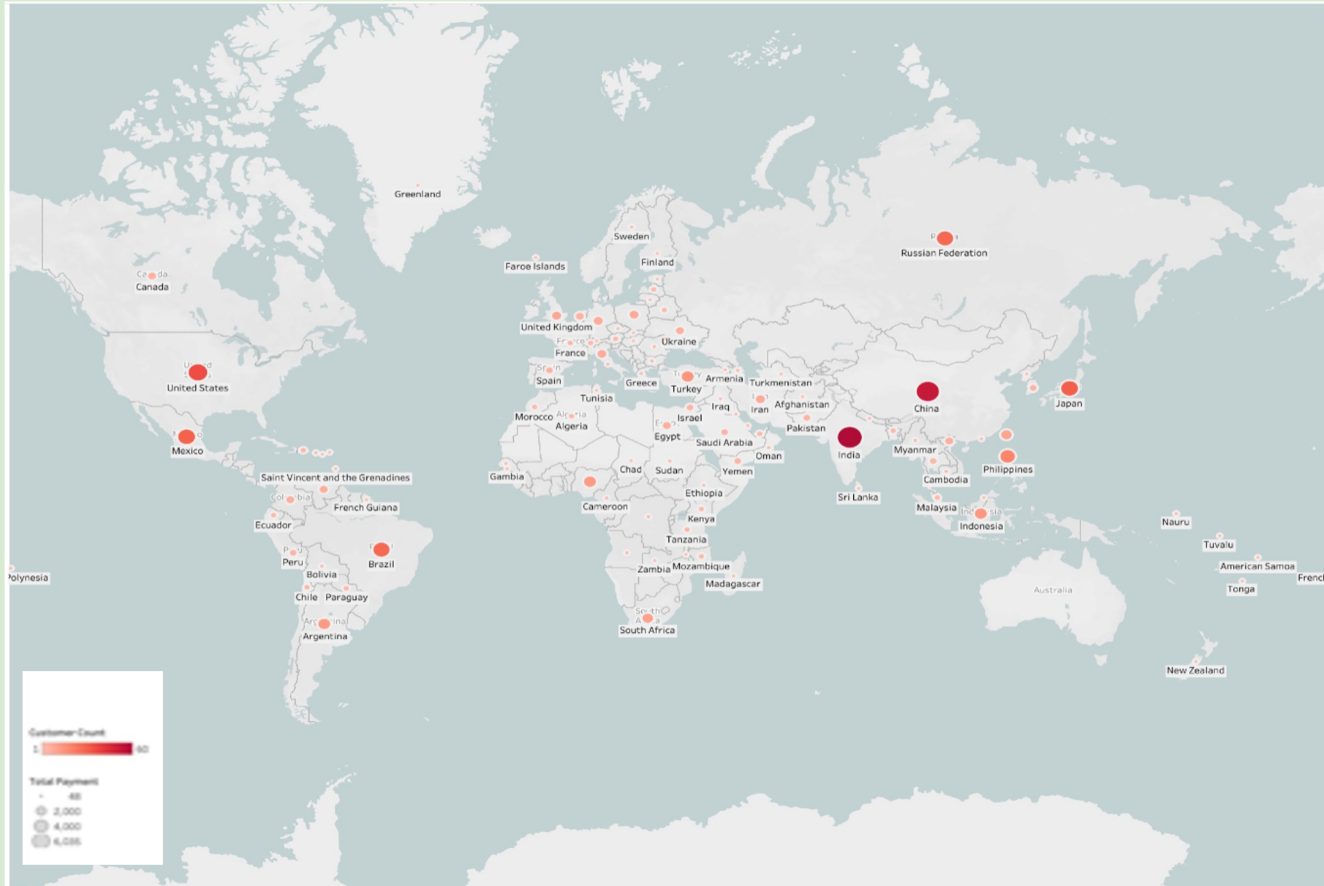 Greenland
Sweden
Finland
Faroe Islands
Russian Federation
Canada
United Kingdom
Ukraine
France
United States
Spain
Greece
Turkey
Armenia
Turkmenistan
China
Japan
Tunisia
Morocco
Algeria
Israel
Iraq
Iran
Afghanistan
Pakistan
Egypt
Saudi Arabia
Oman
Mexico
India
Myanmar
Philippines
Saint Vincent and the Grenadines
Gambia
Chad
Sudan
Yemen
Cambodia
French Guiana
Cameroon
Ethiopia
Sri Lanka
Malaysia
Ecuador
Kenya
Indonesia
Nauru
Tanzania
Tuvalu
Peru
Brazil
Bolivia
Zambia
Mozambique
American Samoa
Polynesia
Madagascar
Australia
Tonga
Chile
Paraguay
Argentina
South Africa
New Zealand
Customer Count
1
60
Total Payment
48
2,000
4,000